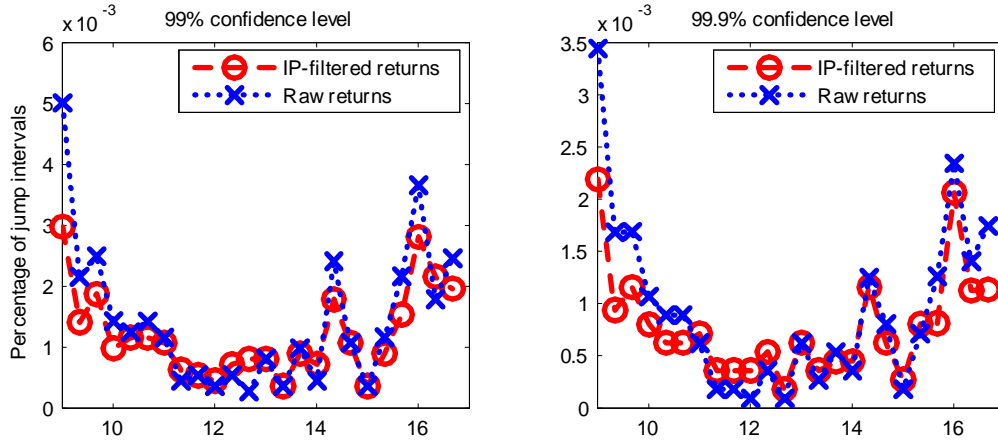 x 10
-3
99% confidence level
6
5
4
3
2
1
0
Percentage of jump intervals
IP-filtered returns
Raw returns
10
12
14
16
x 10
-3
99.9% confidence level
3.5
3
2.5
2
1.5
1
0.5
0
IP-filtered returns
Raw returns
10
12
14
16